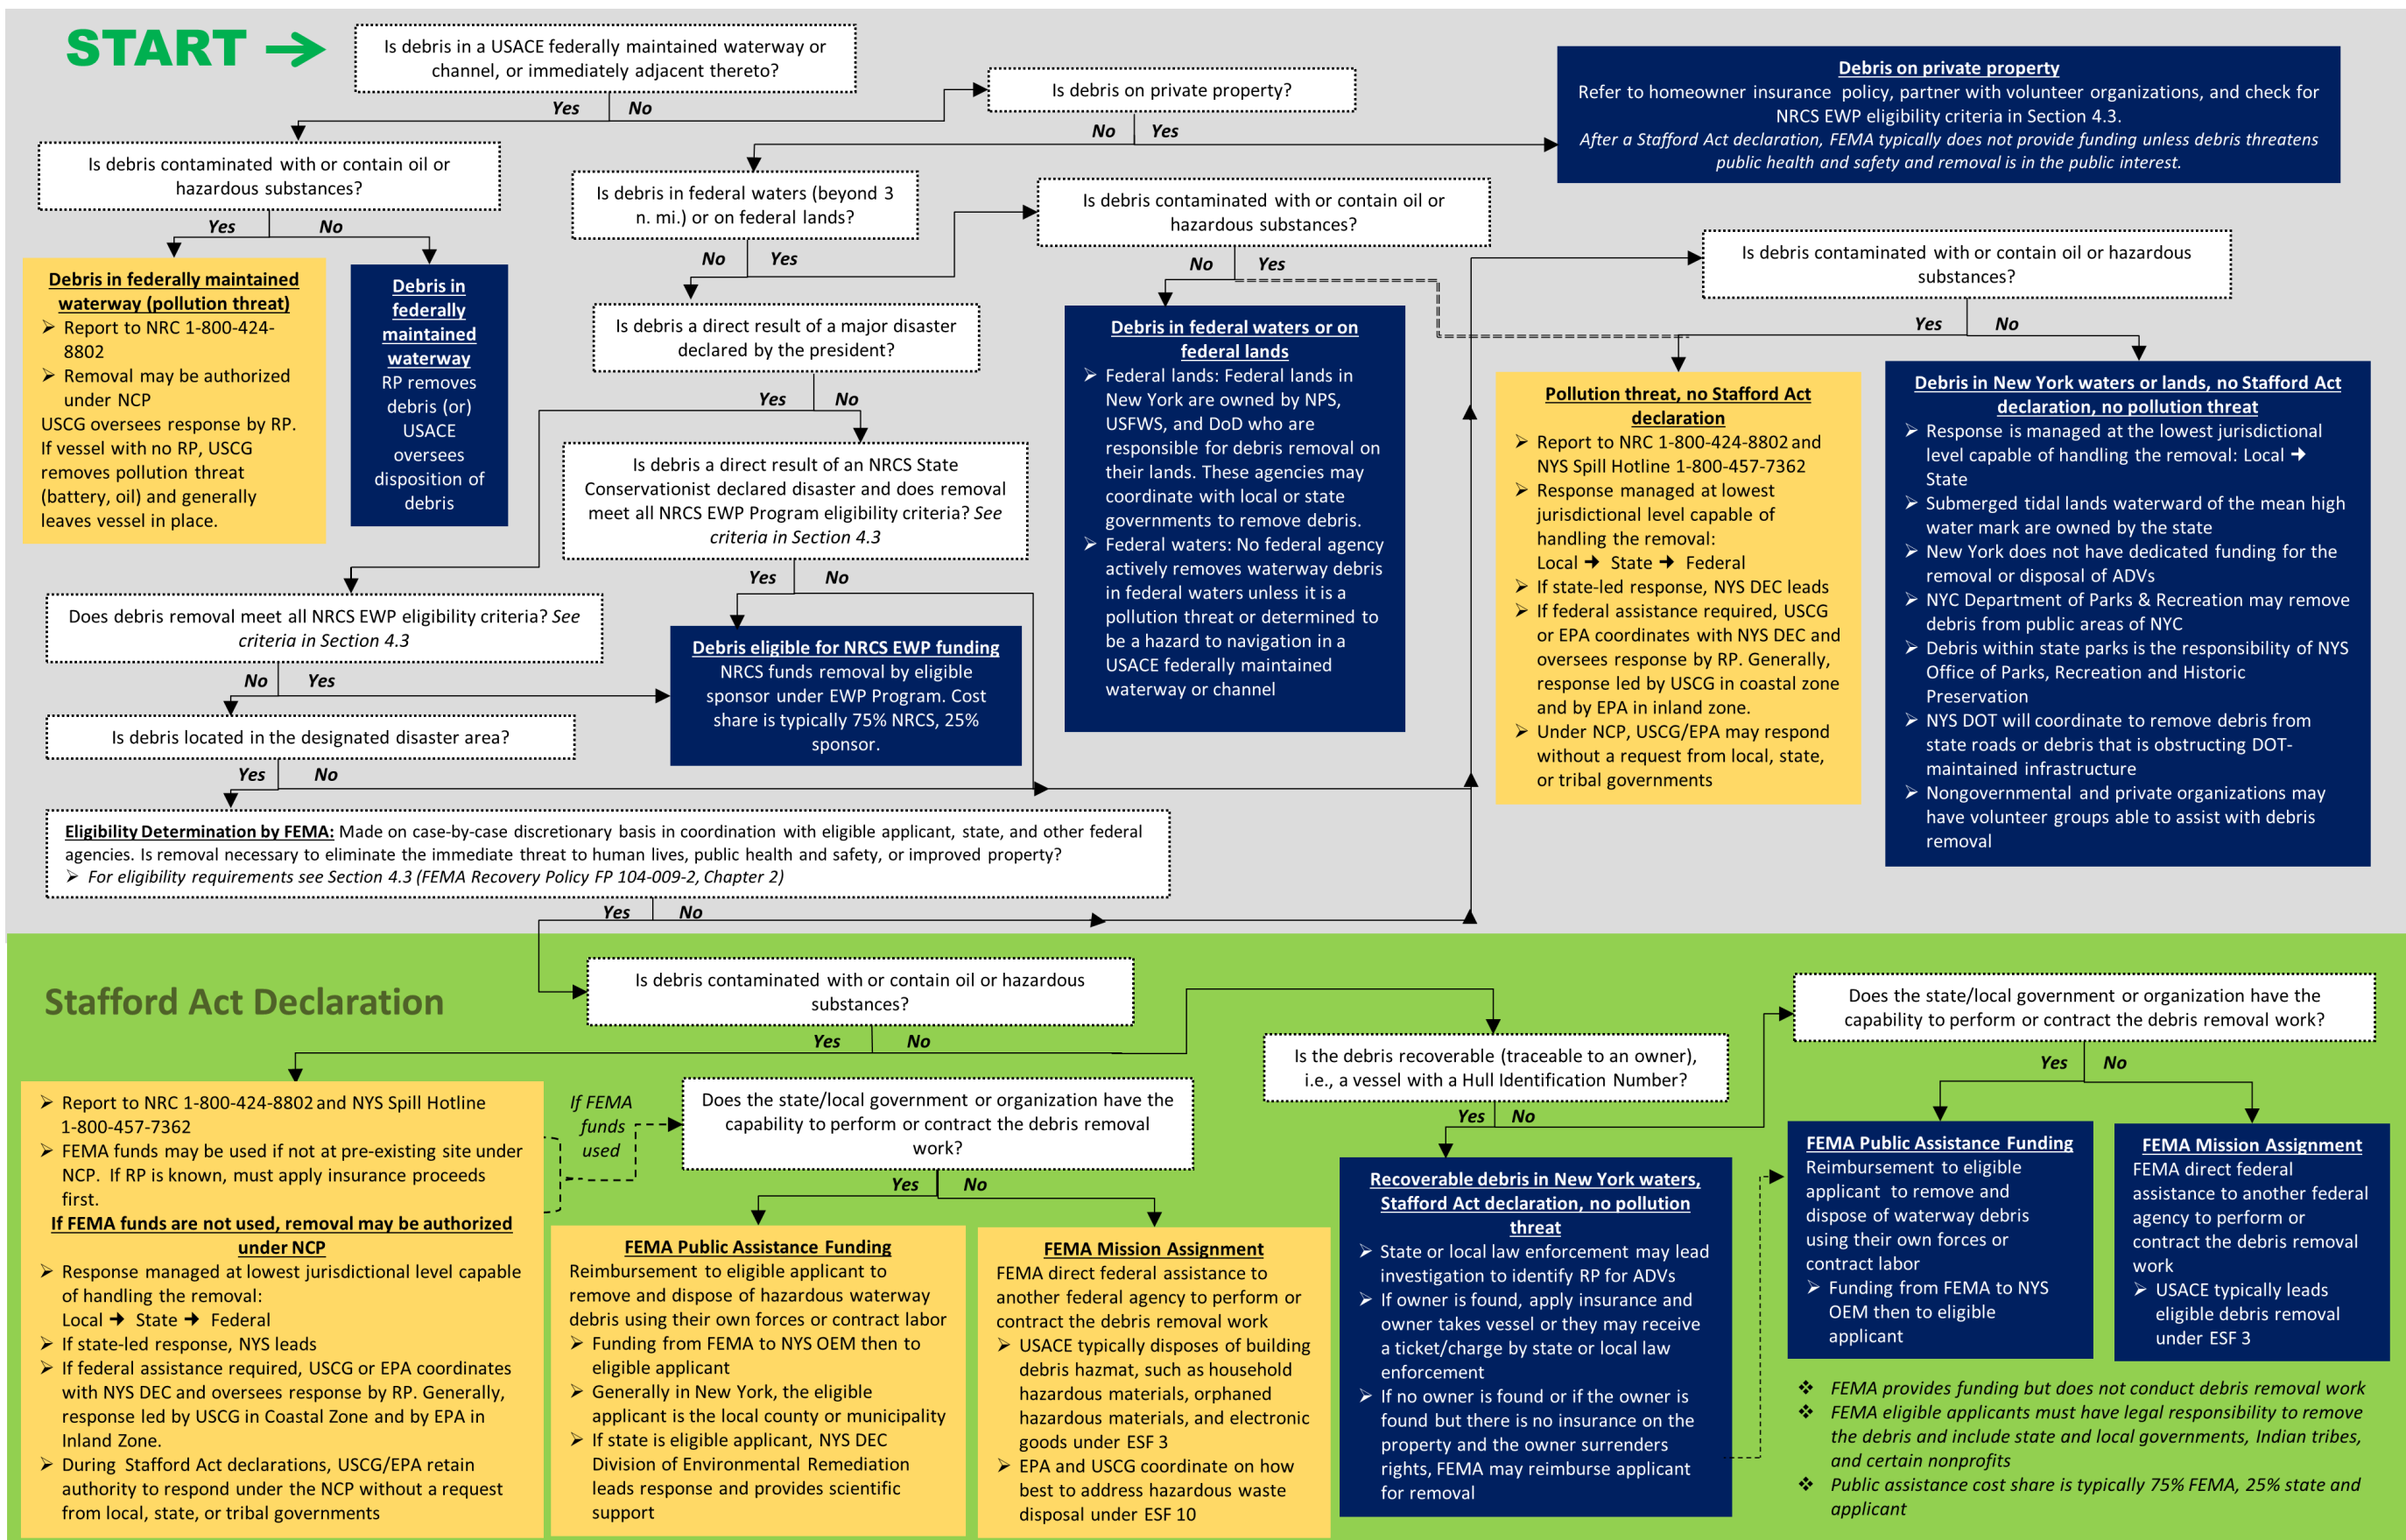 START
Is debris in a USACE federally maintained waterway or
channel, or immediately adjacent thereto?
Yes
No
Is debris on private property?
No
Yes
Debris on private property
Refer to homeowner insurance policy, partner with volunteer organizations, and check for
NRCS EWP eligibility criteria in Section 4.3.
After a Stafford Act declaration, FEMA typically does not provide funding unless debris threatens
public health and safety and removal is in the public interest.
Is debris contaminated with or contain oil or
hazardous substances?
Yes
No
Debris in federally maintained
waterway (pollution threat)
➢ Report to NRC 1-800-424-
8802
➢ Removal may be authorized
under NCP
USCG oversees response by RP.
If vessel with no RP, USCG
removes pollution threat
(battery, oil) and generally
leaves vessel in place.
Debris in
federally
maintained
waterway
RP removes
debris (or)
USACE
oversees
disposition of
debris
Is debris in federal waters (beyond 3
n. mi.) or on federal lands?
No
Yes
Is debris contaminated with or contain oil or
hazardous substances?
No
Yes
Debris in federal waters or on
federal lands
➢ Federal lands: Federal lands in
New York are owned by NPS,
USFWS, and DoD who are
responsible for debris removal on
their lands. These agencies may
coordinate with local or state
governments to remove debris.
➢ Federal waters: No federal agency
actively removes waterway debris
in federal waters unless it is a
pollution threat or determined to
be a hazard to navigation in a
USACE federally maintained
waterway or channel
Is debris a direct result of a major disaster
declared by the president?
Yes
No
Is debris a direct result of an NRCS State
Conservationist declared disaster and does removal
meet all NRCS EWP Program eligibility criteria? See
criteria in Section 4.3
Yes
No
Debris eligible for NRCS EWP funding
NRCS funds removal by eligible
sponsor under EWP Program. Cost
share is typically 75% NRCS, 25%
sponsor.
Does debris removal meet all NRCS EWP eligibility criteria? See
criteria in Section 4.3
No
Yes
Is debris located in the designated disaster area?
Yes
No
Eligibility Determination by FEMA: Made on case-by-case discretionary basis in coordination with eligible applicant, state, and other federal
agencies. Is removal necessary to eliminate the immediate threat to human lives, public health and safety, or improved property?
➢ For eligibility requirements see Section 4.3 (FEMA Recovery Policy FP 104-009-2, Chapter 2)
Yes
No
Is debris contaminated with or contain oil or hazardous
substances?
Yes
No
Pollution threat, no Stafford Act
declaration
➢ Report to NRC 1-800-424-8802 and
NYS Spill Hotline 1-800-457-7362
➢ Response managed at lowest
jurisdictional level capable of
handling the removal:
Local → State → Federal
➢ If state-led response, NYS DEC leads
➢ If federal assistance required, USCG
or EPA coordinates with NYS DEC and
oversees response by RP. Generally,
response led by USCG in coastal zone
and by EPA in inland zone.
➢ Under NCP, USCG/EPA may respond
without a request from local, state,
or tribal governments
Debris in New York waters or lands, no Stafford Act
declaration, no pollution threat
➢ Response is managed at the lowest jurisdictional
level capable of handling the removal: Local →
State
➢ Submerged tidal lands waterward of the mean high
water mark are owned by the state
➢ New York does not have dedicated funding for the
removal or disposal of ADVs
➢ NYC Department of Parks & Recreation may remove
debris from public areas of NYC
➢ Debris within state parks is the responsibility of NYS
Office of Parks, Recreation and Historic
Preservation
➢ NYS DOT will coordinate to remove debris from
state roads or debris that is obstructing DOT-
maintained infrastructure
➢ Nongovernmental and private organizations may
have volunteer groups able to assist with debris
removal
Stafford Act Declaration
Is debris contaminated with or contain oil or hazardous
substances?
Yes
No
➢ Report to NRC 1-800-424-8802 and NYS Spill Hotline
1-800-457-7362
➢ FEMA funds may be used if not at pre-existing site under
NCP. If RP is known, must apply insurance proceeds
first.
If FEMA funds are not used, removal may be authorized
under NCP
➢ Response managed at lowest jurisdictional level capable
of handling the removal:
Local → State → Federal
➢ If state-led response, NYS leads
➢ If federal assistance required, USCG or EPA coordinates
with NYS DEC and oversees response by RP. Generally,
response led by USCG in Coastal Zone and by EPA in
Inland Zone.
➢ During Stafford Act declarations, USCG/EPA retain
authority to respond under the NCP without a request
from local, state, or tribal governments
If FEMA
funds
used
Does the state/local government or organization have the
capability to perform or contract the debris removal
work?
Yes
No
FEMA Public Assistance Funding
Reimbursement to eligible applicant to
remove and dispose of hazardous waterway
debris using their own forces or contract labor
➢ Funding from FEMA to NYS OEM then to
eligible applicant
➢ Generally in New York, the eligible
applicant is the local county or municipality
➢ If state is eligible applicant, NYS DEC
Division of Environmental Remediation
leads response and provides scientific
support
FEMA Mission Assignment
FEMA direct federal assistance to
another federal agency to perform or
contract the debris removal work
➢ USACE typically disposes of building
debris hazmat, such as household
hazardous materials, orphaned
hazardous materials, and electronic
goods under ESF 3
➢ EPA and USCG coordinate on how
best to address hazardous waste
disposal under ESF 10
Is the debris recoverable (traceable to an owner),
i.e., a vessel with a Hull Identification Number?
Yes
No
Recoverable debris in New York waters,
Stafford Act declaration, no pollution
threat
➢ State or local law enforcement may lead
investigation to identify RP for ADVs
➢ If owner is found, apply insurance and
owner takes vessel or they may receive
a ticket/charge by state or local law
enforcement
➢ If no owner is found or if the owner is
found but there is no insurance on the
property and the owner surrenders
rights, FEMA may reimburse applicant
for removal
Does the state/local government or organization have the
capability to perform or contract the debris removal work?
Yes
No
FEMA Public Assistance Funding
Reimbursement to eligible
applicant to remove and
dispose of waterway debris
using their own forces or
contract labor
➢ Funding from FEMA to NYS
OEM then to eligible
applicant
FEMA Mission Assignment
FEMA direct federal
assistance to another federal
agency to perform or
contract the debris removal
work
➢ USACE typically leads
eligible debris removal
under ESF 3
❖ FEMA provides funding but does not conduct debris removal work
❖ FEMA eligible applicants must have legal responsibility to remove
the debris and include state and local governments, Indian tribes,
and certain nonprofits
❖ Public assistance cost share is typically 75% FEMA, 25% state and
applicant